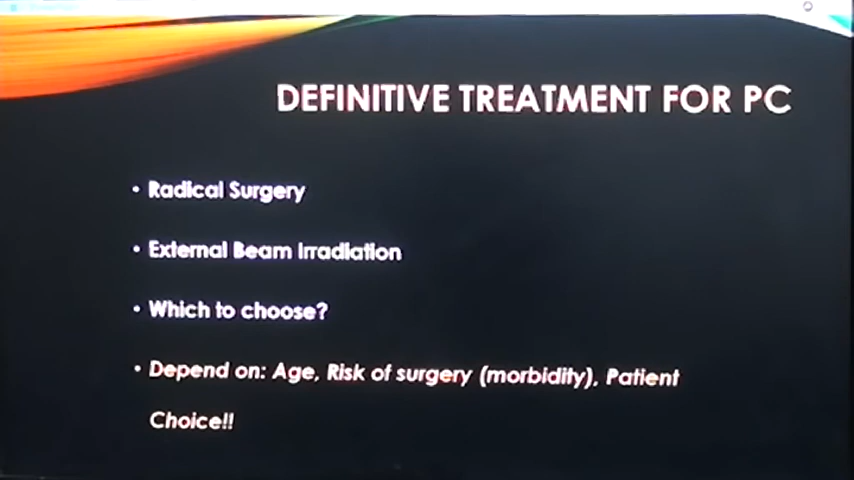 DEFINITIVE TREATMENT FOR PC
• Radical Surgery
• External Beam Irradiation
• Which to choose?
• Depend on: Age, Risk of surgery (morbidity), Patient
Choice!!